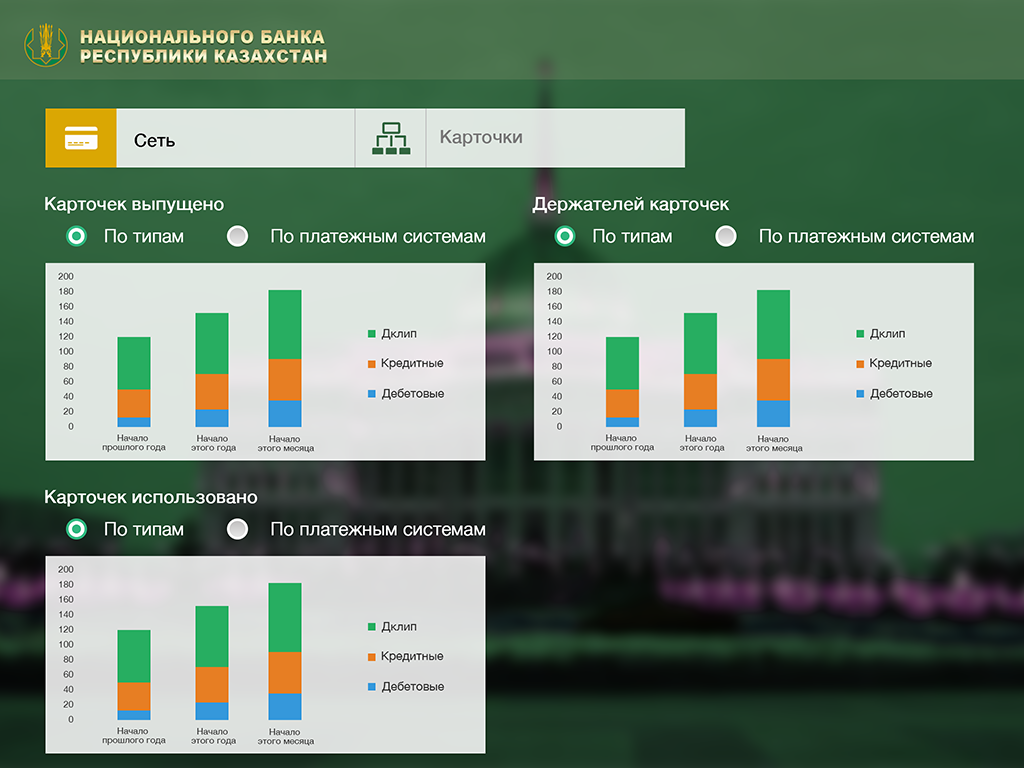 НАЦИОНАЛЬНОГО БАНКА
РЕСПУБЛИКИ КАЗАХСТАН
Сеть
Карточки
Карточек выпущено
По типам
По платежным системам
200
180
160
140
120
100
80
60
40
20
0
Начало
прошлого года
Начало
этого года
Начало
этого месяца
Дклип
Кредитные
Дебетовые
Держателей карточек
По типам
По платежным системам
200
180
160
140
120
100
80
60
40
20
0
Начало
прошлого года
Начало
этого года
Начало
этого месяца
Дклип
Кредитные
Дебетовые
Карточек использовано
По типам
По платежным системам
200
180
160
140
120
100
80
60
40
20
0
Начало
прошлого года
Начало
этого года
Начало
этого месяца
Дклип
Кредитные
Дебетовые